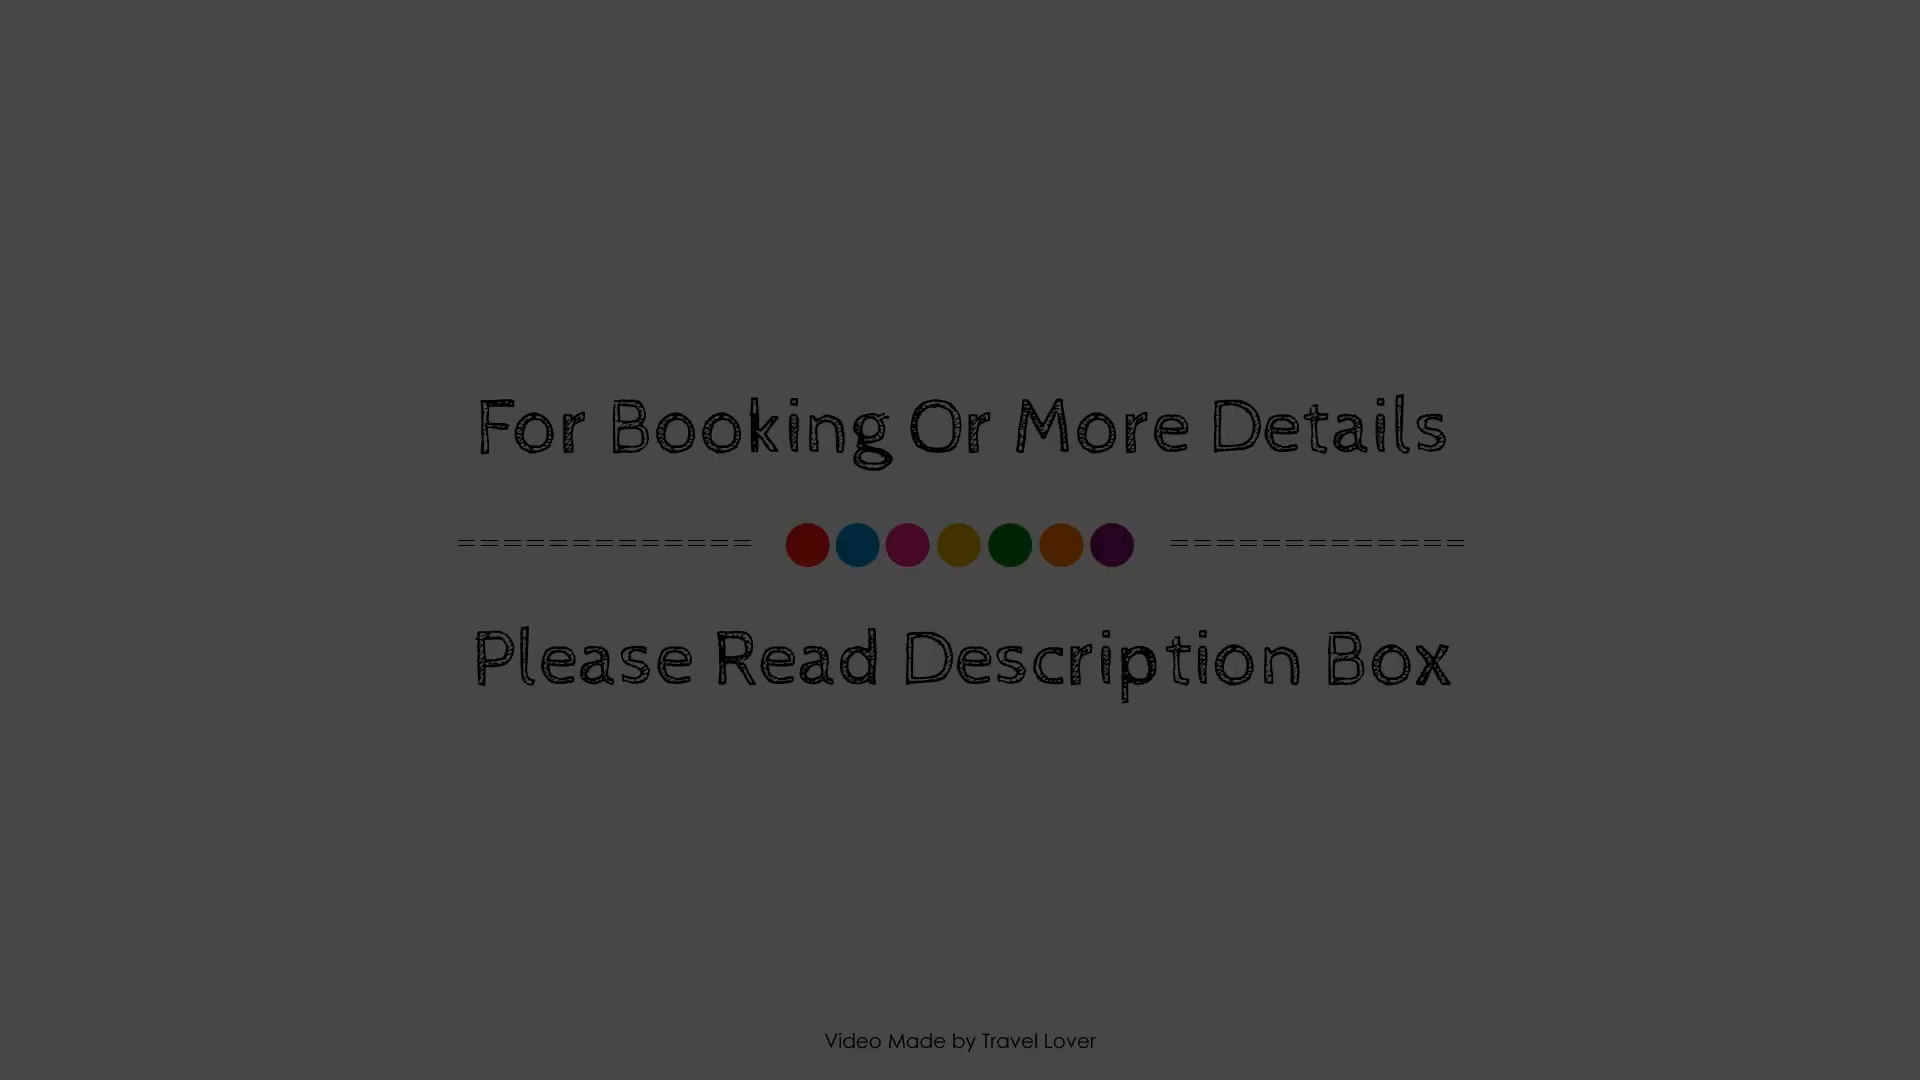 For Booking Or More Details
============= =============
Please Read Description Box
Video Made by Travel Lover